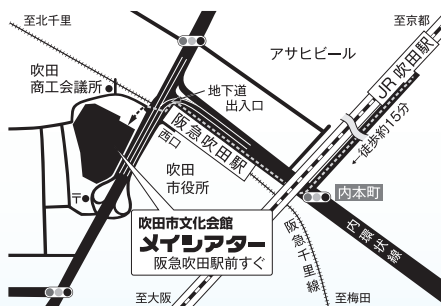 至北千里
至京都
アサヒビール
吹田
商工会議所
地下道
出入口
JR 吹田駅
阪急吹田駅
西口
←徒歩約15分
吹田
市役所
〒
内本町
吹田市文化会館
メイシアター
阪急吹田駅前すぐ
阪急千里線
内環状線
至大阪
至梅田